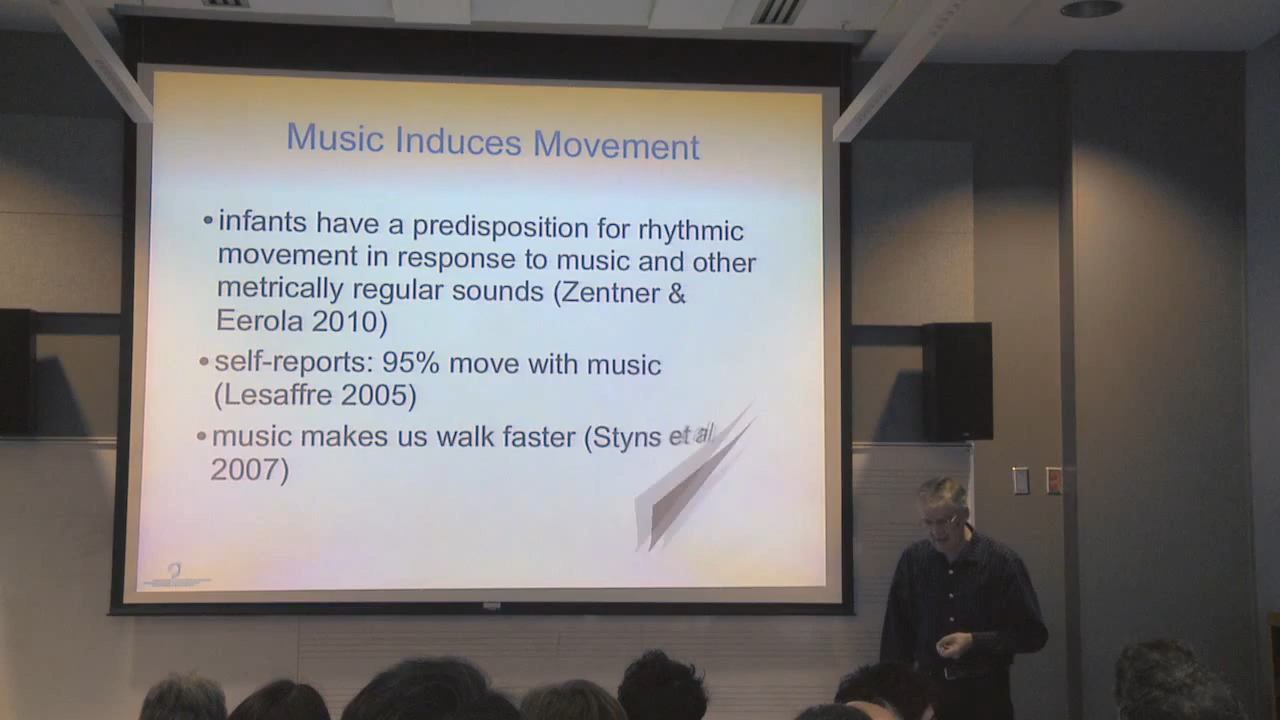 Music Induces Movement
•infants have a predisposition for rhythmic
movement in response to music and other
metrically regular sounds (Zentner &
Eerola 2010)
•self-reports: 95% move with music
(Lesaffre 2005)
•music makes us walk faster (Styns et al
2007)